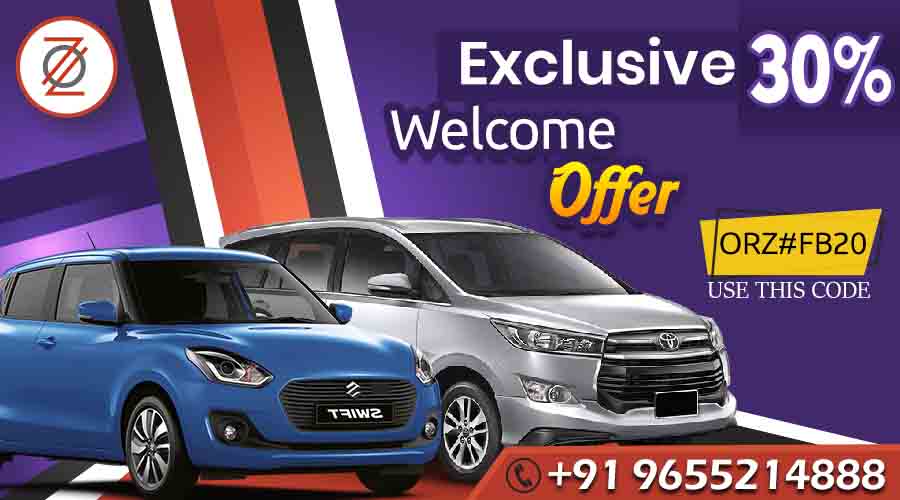 Exclusive 30%
Welcome
Offer
ORZ#FB20
USE THIS CODE
SWIFT
+91 9655214888